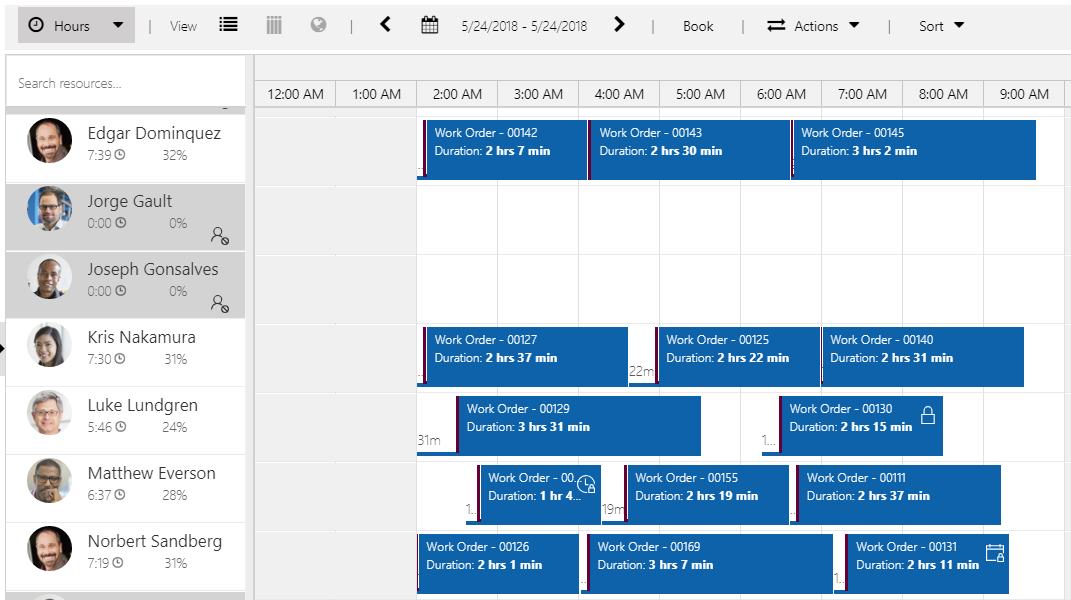 Hours | View | | 5/24/2018 - 5/24/2018 | Book | Actions | Sort
Search resources...
12:00 AM 1:00 AM 2:00 AM 3:00 AM 4:00 AM 5:00 AM 6:00 AM 7:00 AM 8:00 AM 9:00 AM
Edgar Dominquez
7:39 32%
Work Order - 00142
Duration: 2 hrs 7 min
Work Order - 00143
Duration: 2 hrs 30 min
Work Order - 00145
Duration: 3 hrs 2 min
Jorge Gault
0:00 0%
Joseph Gonsalves
0:00 0%
Kris Nakamura
7:30 31%
..
Work Order - 00127
Duration: 2 hrs 37 min
22m
Work Order - 00125
Duration: 2 hrs 22 min
Work Order - 00140
Duration: 2 hrs 31 min
Luke Lundgren
5:46 24%
31m
Work Order - 00129
Duration: 3 hrs 31 min
1...
Work Order - 00130
Duration: 2 hrs 15 min
Matthew Everson
6:37 28%
1..
Work Order - 00...
Duration: 1 hr 4...
19m
Work Order - 00155
Duration: 2 hrs 19 min
..
Work Order - 00111
Duration: 2 hrs 37 min
Norbert Sandberg
7:19 31%
Work Order - 00126
Duration: 2 hrs 1 min
..
Work Order - 00169
Duration: 3 hrs 7 min
1..
Work Order - 00131
Duration: 2 hrs 11 min